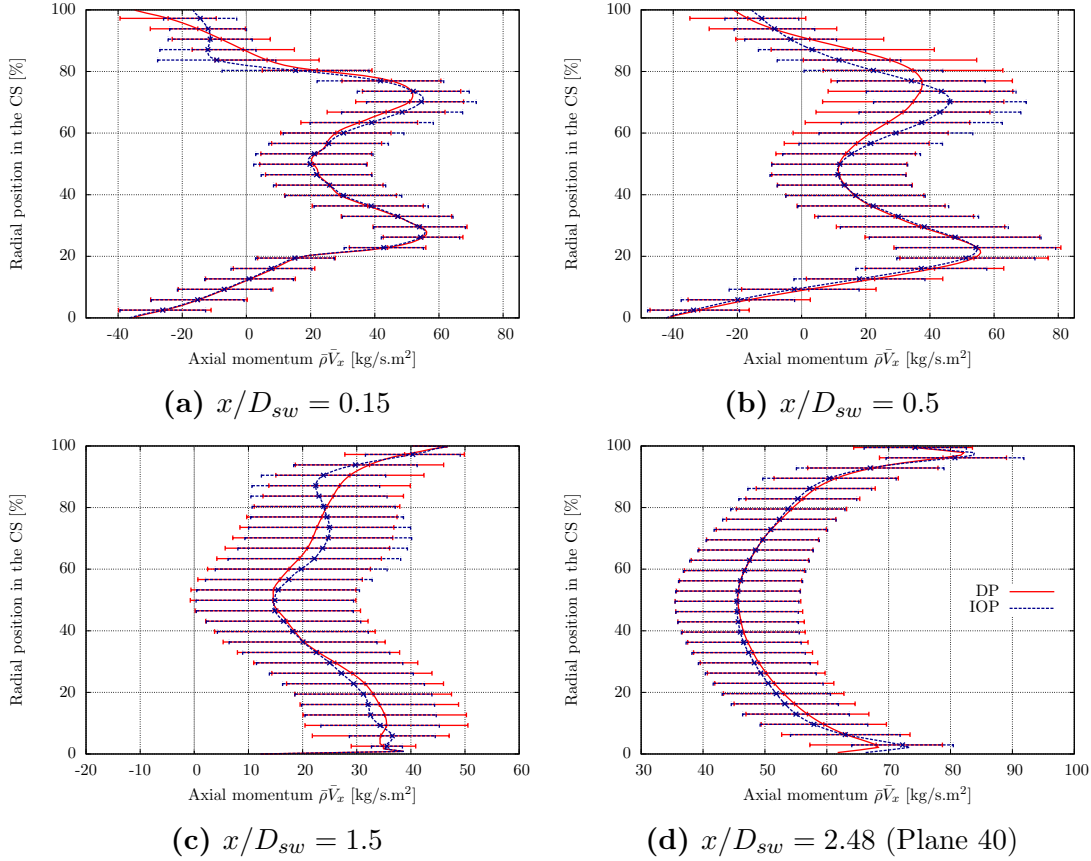 100
80
60
40
20
0
Radial position in the CS [%]
-40 -20 0 20 40 60 80
Axial momentum ρ̄V̄ₓ [kg/s.m²]
(a) x/D_sw = 0.15
100
80
60
40
20
0
Radial position in the CS [%]
-40 -20 0 20 40 60 80
Axial momentum ρ̄V̄ₓ [kg/s.m²]
(b) x/D_sw = 0.5
100
80
60
40
20
0
Radial position in the CS [%]
-20 -10 0 10 20 30 40 50 60
Axial momentum ρ̄V̄ₓ [kg/s.m²]
(c) x/D_sw = 1.5
100
80
60
40
20
0
Radial position in the CS [%]
DP
IOP
30 40 50 60 70 80 90 100
Axial momentum ρ̄V̄ₓ [kg/s.m²]
(d) x/D_sw = 2.48 (Plane 40)